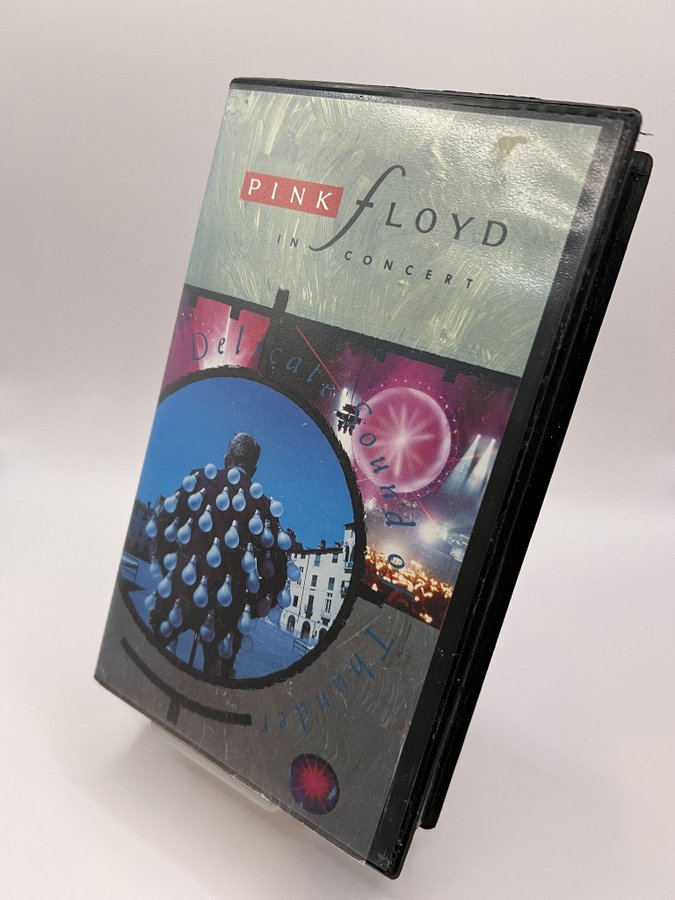 PINK fLOYD
IN CONCERT
Delicate Sound of Thunder